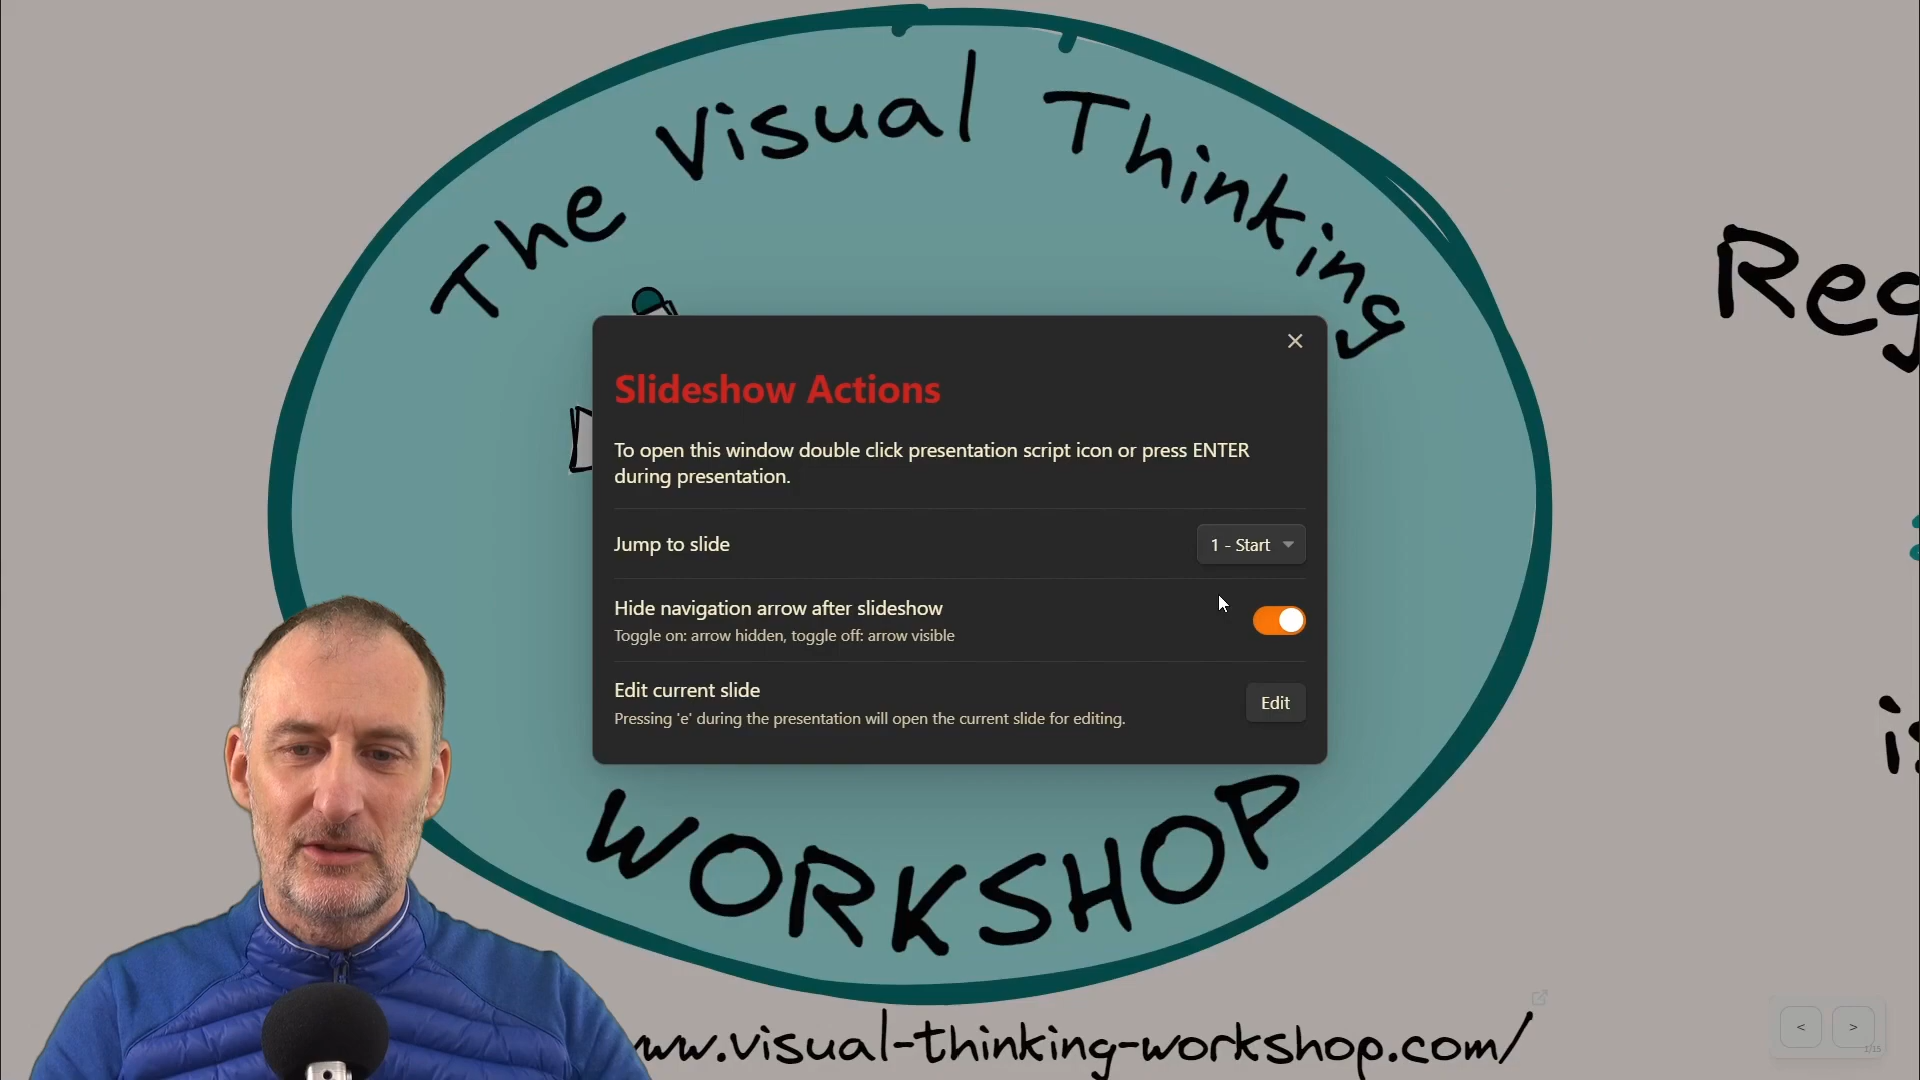 The Visual Thinking
Reg
Slideshow Actions
To open this window double click presentation script icon or press ENTER
during presentation.
Jump to slide
1 - Start
Hide navigation arrow after slideshow
Toggle on: arrow hidden, toggle off: arrow visible
is
Edit current slide
Pressing 'e' during the presentation will open the current slide for editing.
Edit
WORKSHOP
ww.visual-thinking-workshop.com/
< >
1/15